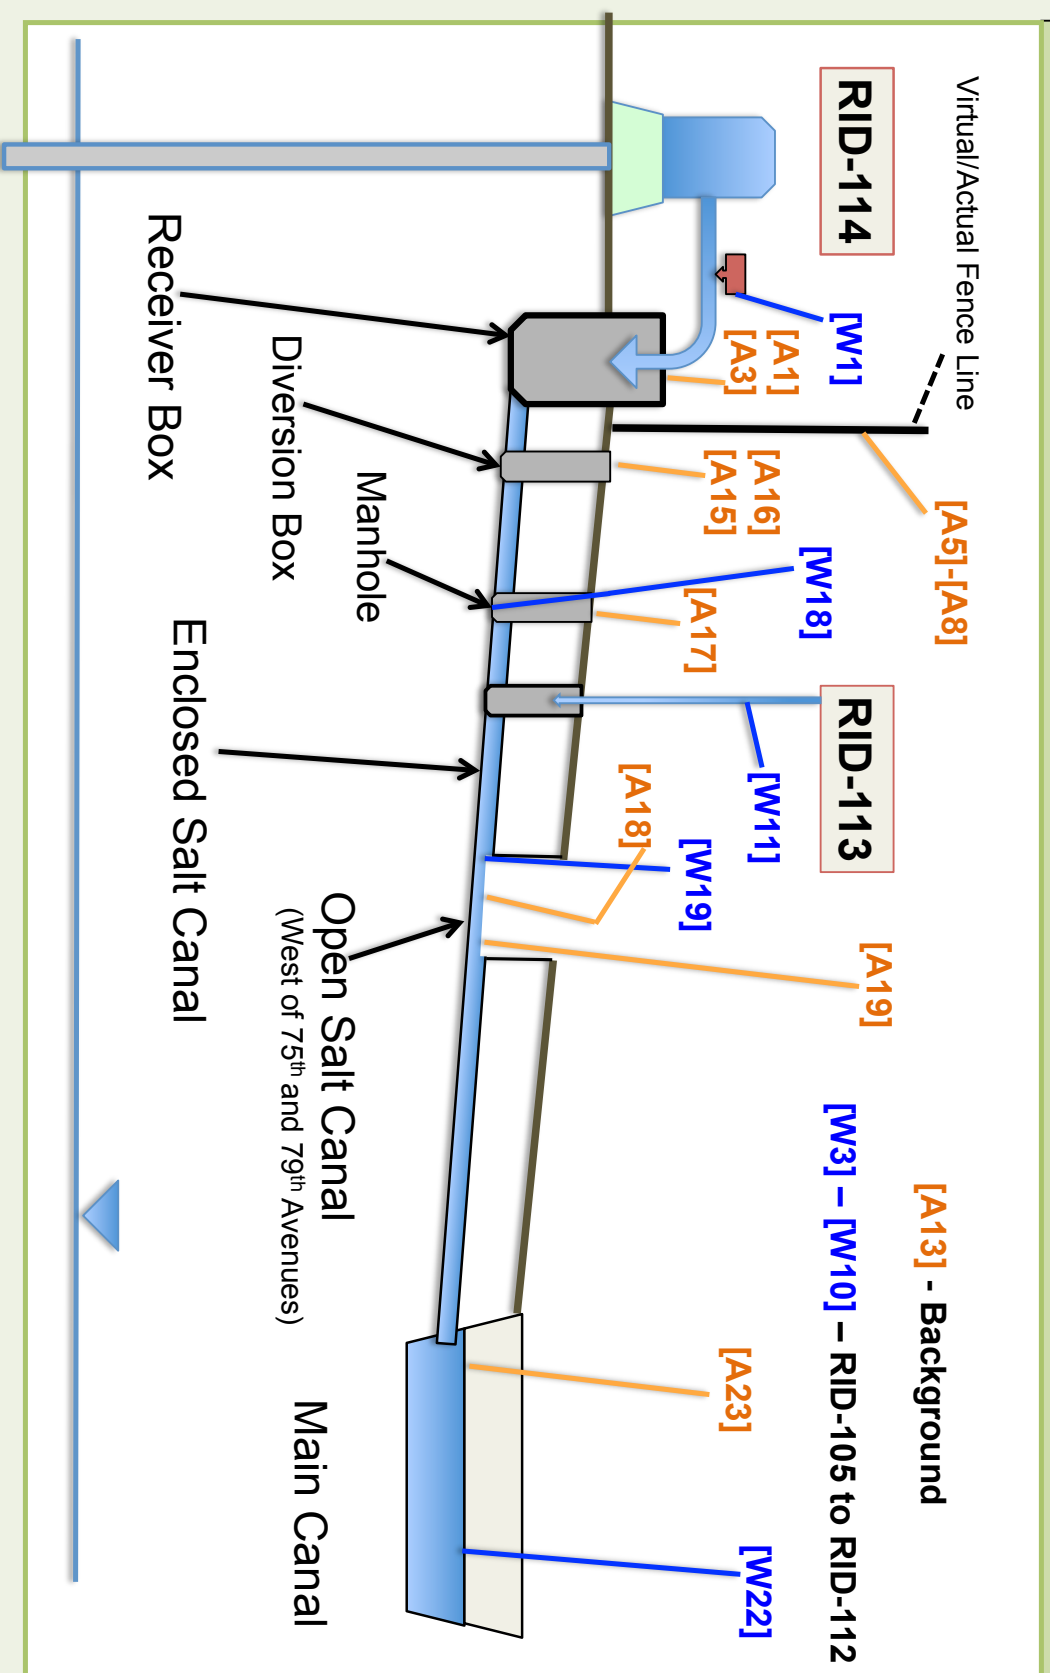 Virtual/Actual Fence Line
[A5]-[A8]
[A13] - Background
RID-114
[W1]
[W18]
RID-113
[A19]
[W3] – [W10] – RID-105 to RID-112
[A1]
[A3]
[A16]
[A15]
[A17]
[W11]
[A18]
[W19]
[A23]
[W22]
Manhole
Open Salt Canal
(West of 75th and 79th Avenues)
Main Canal
Diversion Box
Receiver Box
Enclosed Salt Canal